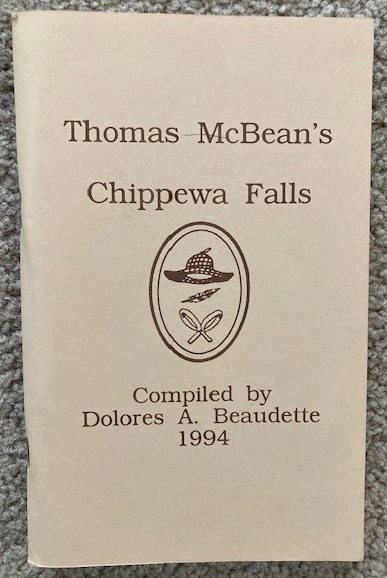 Thomas McBean's
Chippewa Falls
Compiled by
Dolores A. Beaudette
1994